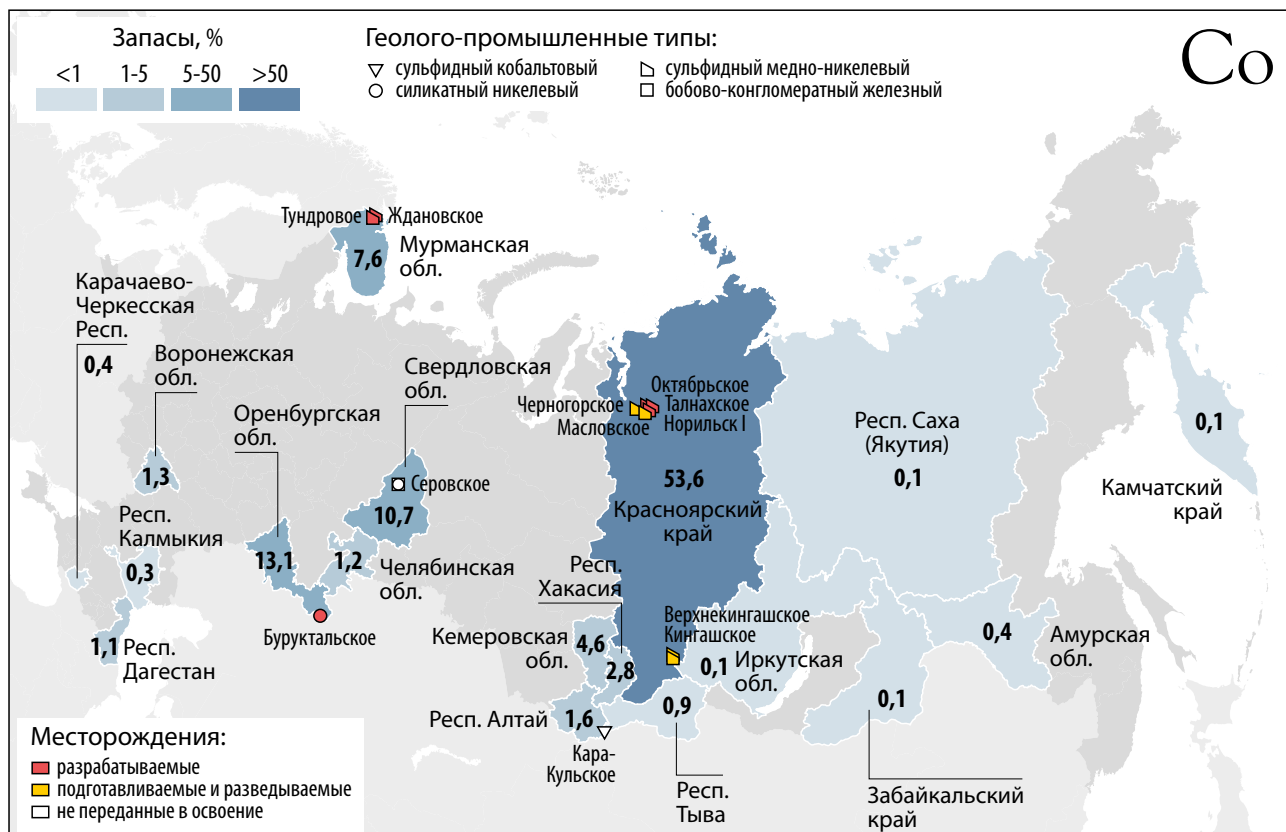 Запасы, %
<1 1-5 5-50 >50
Геолого-промышленные типы:
сульфидный кобальтовый
силикатный никелевый
сульфидный медно-никелевый
бобово-конгломератный железный
Co
Тундровое
Ждановское
7,6
Мурманская
обл.
Карачаево-
Черкесская
Респ.
0,4
Воронежская
обл.
1,3
Оренбургская
обл.
13,1
Свердловская
обл.
Серовское
10,7
Респ.
Калмыкия
0,3
1,2
Челябинская
обл.
Буруктальское
1,1
Респ.
Дагестан
Октябрьское
Черногорское
Талнахское
Масловское
Норильск I
53,6
Красноярский
край
Респ. Саха
(Якутия)
0,1
0,1
Камчатский
край
Респ.
Хакасия
2,8
Кемеровская
обл.
4,6
Верхнекингашское
Кингашское
0,1
Иркутская
обл.
0,4
Амурская
обл.
Респ. Алтай
1,6
Кара-
Кульское
0,9
Респ.
Тыва
0,1
Забайкальский
край
Месторождения:
разрабатываемые
подготавливаемые и разведываемые
не переданные в освоение